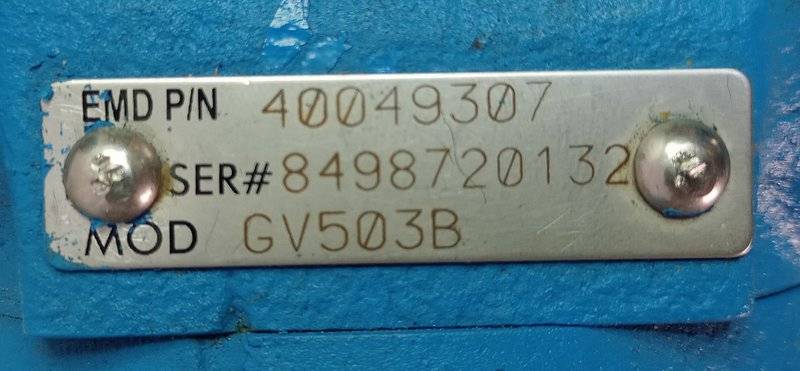 EMD P/N 40049307
SER# 8498720132
MOD GV503B